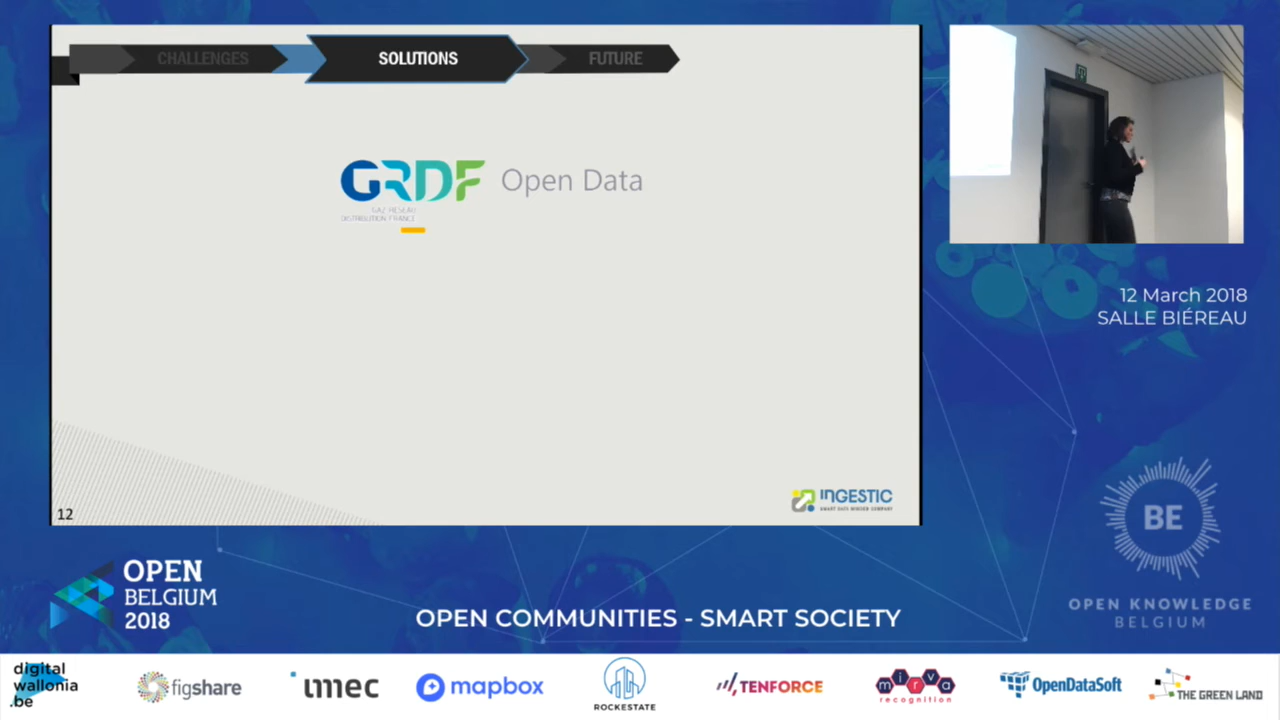 CHALLENGES
SOLUTIONS
FUTURE
GRDF Open Data
GAZ RÉSEAU
DISTRIBUTION FRANCE
12
INGESTIC
12 March 2018
SALLE BIÉREAU
BE
OPEN KNOWLEDGE
BELGIUM
OPEN
BELGIUM
2018
OPEN COMMUNITIES - SMART SOCIETY
digital
wallonia
.be
figshare
imec
mapbox
ROCKESTATE
TENFORCE
mirva
recognition
OpenDataSoft
THE GREEN LAND